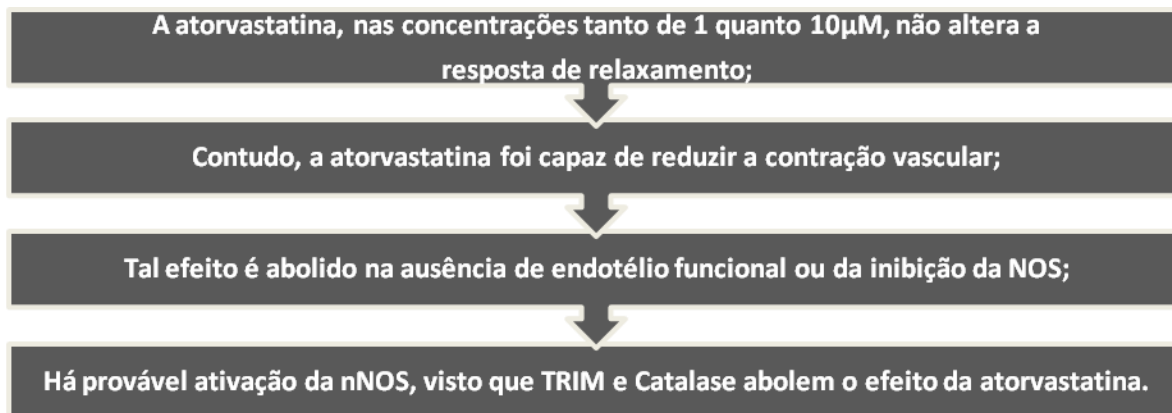 A atorvastatina, nas concentrações tanto de 1 quanto 10µM, não altera a
resposta de relaxamento;
Contudo, a atorvastatina foi capaz de reduzir a contração vascular;
Tal efeito é abolido na ausência de endotélio funcional ou da inibição da NOS;
Há provável ativação da nNOS, visto que TRIM e Catalase abolem o efeito da atorvastatina.